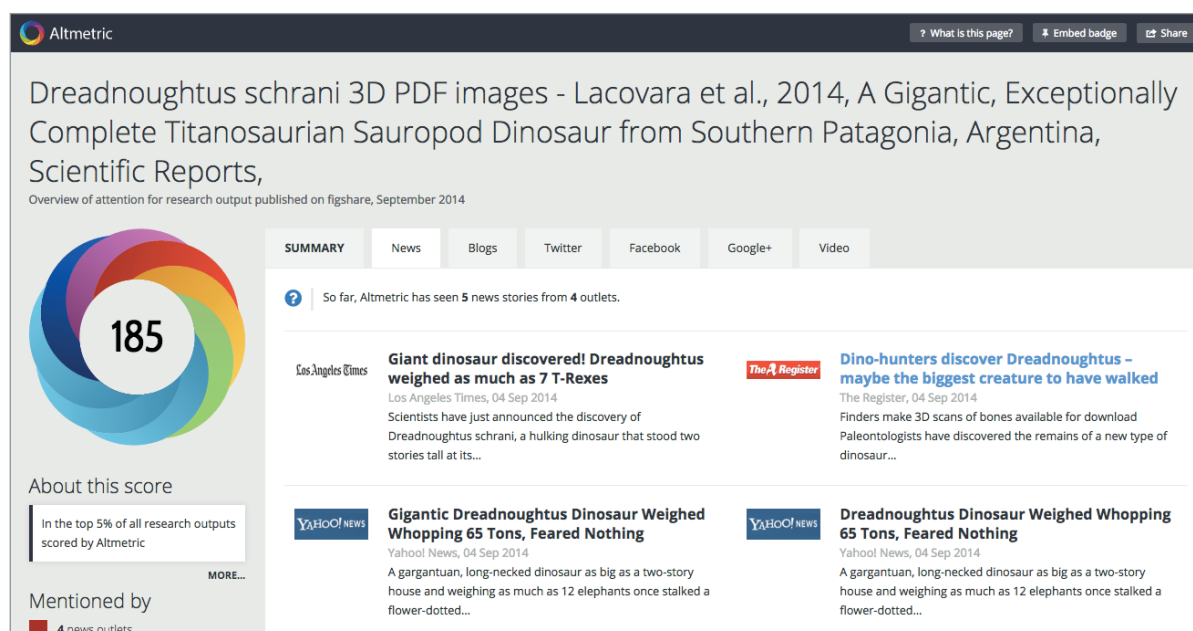 Altmetric
? What is this page?
Embed badge
Share
Dreadnoughtus schrani 3D PDF images - Lacovara et al., 2014, A Gigantic, Exceptionally
Complete Titanosaurian Sauropod Dinosaur from Southern Patagonia, Argentina,
Scientific Reports,
Overview of attention for research output published on figshare, September 2014
185
About this score
In the top 5% of all research outputs
scored by Altmetric
MORE...
Mentioned by
4 news outlets
SUMMARY
News
Blogs
Twitter
Facebook
Google+
Video
? So far, Altmetric has seen 5 news stories from 4 outlets.
Los Angeles Times
Giant dinosaur discovered! Dreadnoughtus
weighed as much as 7 T-Rexes
Los Angeles Times, 04 Sep 2014
Scientists have just announced the discovery of
Dreadnoughtus schrani, a hulking dinosaur that stood two
stories tall at its...
The Register
Dino-hunters discover Dreadnoughtus –
maybe the biggest creature to have walked
The Register, 04 Sep 2014
Finders make 3D scans of bones available for download
Paleontologists have discovered the remains of a new type of
dinosaur...
YAHOO! NEWS
Gigantic Dreadnoughtus Dinosaur Weighed
Whopping 65 Tons, Feared Nothing
Yahoo! News, 04 Sep 2014
A gargantuan, long-necked dinosaur as big as a two-story
house and weighing as much as 12 elephants once stalked a
flower-dotted...
YAHOO! NEWS
Dreadnoughtus Dinosaur Weighed Whopping
65 Tons, Feared Nothing
Yahoo! News, 04 Sep 2014
A gargantuan, long-necked dinosaur as big as a two-story
house and weighing as much as 12 elephants once stalked a
flower-dotted...